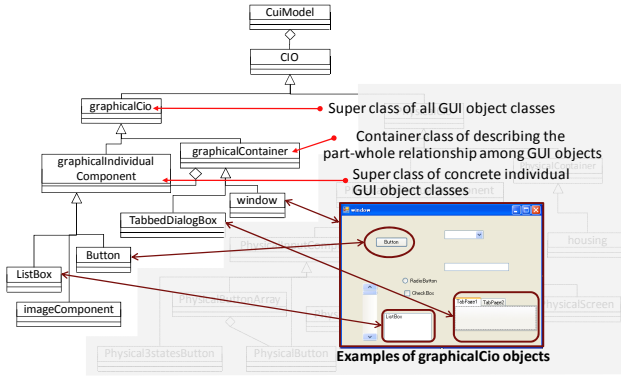 CuiModel
CIO
graphicalCio
Super class of all GUI object classes
graphicalContainer
Container class of describing the
part-whole relationship among GUI objects
graphicalIndividual
Component
Super class of concrete individual
GUI object classes
window
TabbedDialogBox
Button
ListBox
imageComponent
window
Button
RadioButton
CheckBox
ListBox
TabPage1
TabPage2
Examples of graphicalCio objects
PhysicalContainer
housing
PhysicalScreen
PhysicalButtonArray
Physical3statesButton
PhysicalButton